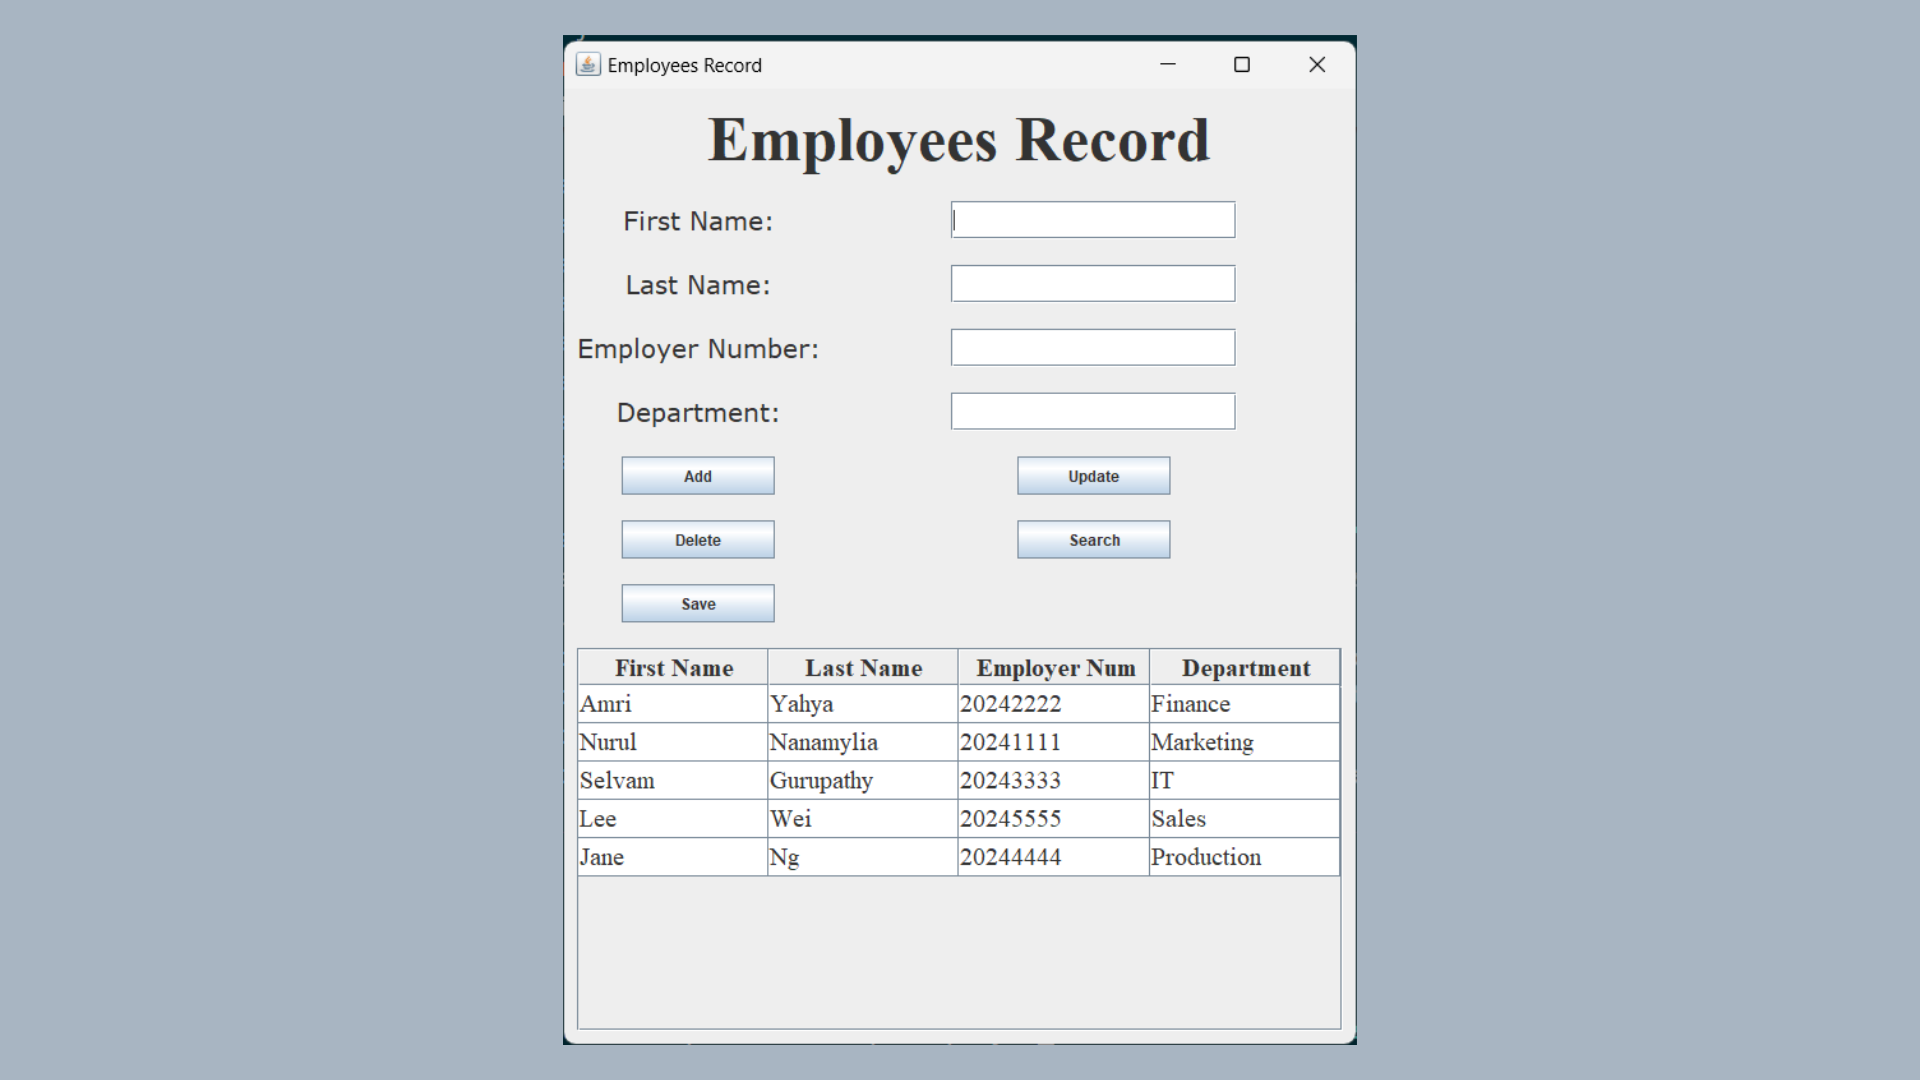 Employees Record
Employees Record
First Name:
Last Name:
Employer Number:
Department:
Add Update
Delete Search
Save
First Name Last Name Employer Num Department
Amri Yahya 20242222 Finance
Nurul Nanamylia 20241111 Marketing
Selvam Gurupathy 20243333 IT
Lee Wei 20245555 Sales
Jane Ng 20244444 Production